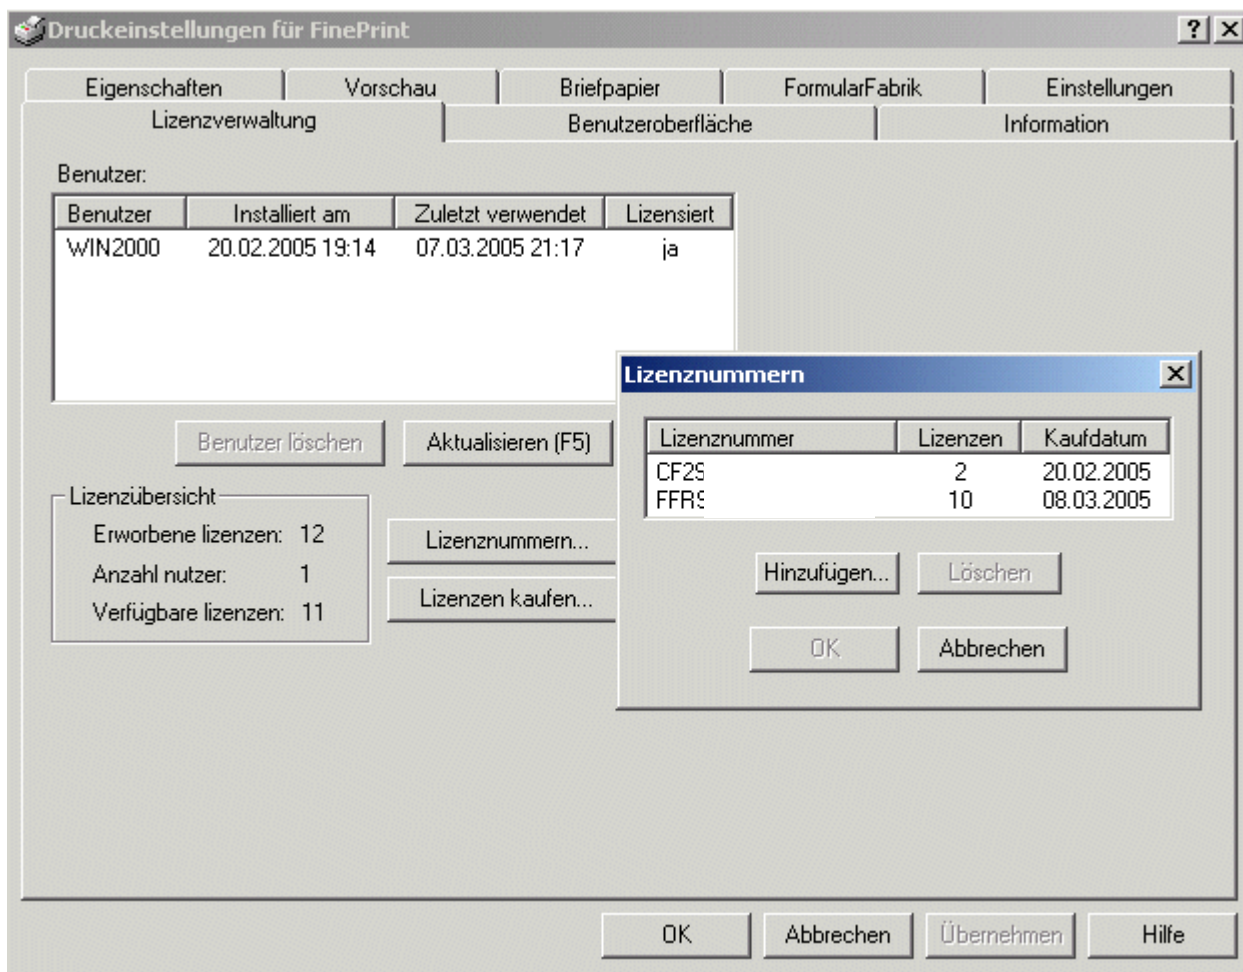 Druckeinstellungen für FinePrint
Eigenschaften Vorschau Briefpapier FormularFabrik Einstellungen
Lizenzverwaltung Benutzeroberfläche Information
Benutzer:
Benutzer Installiert am Zuletzt verwendet Lizensiert
WIN2000 20.02.2005 19:14 07.03.2005 21:17 ja
Lizenznummern
Lizenznummer Lizenzen Kaufdatum
CF2S 2 20.02.2005
FFRS 10 08.03.2005
Hinzufügen... Löschen
OK Abbrechen
Benutzer löschen Aktualisieren (F5)
Lizenzübersicht
Erworbene lizenzen: 12
Anzahl nutzer: 1
Verfügbare lizenzen: 11
Lizenznummern...
Lizenzen kaufen...
OK Abbrechen Übernehmen Hilfe